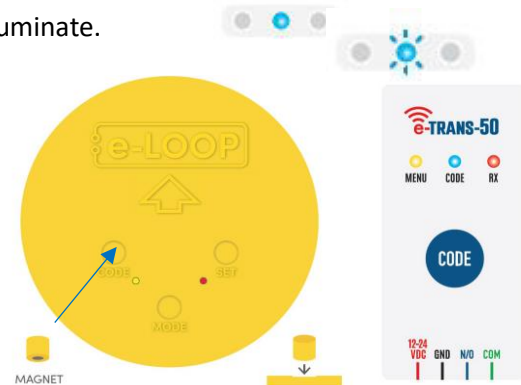 uminate.
e-LOOP
CODE
SET
MODE
MAGNET
e-TRANS-50
MENU CODE RX
CODE
12-24
VDC GND N/O COM